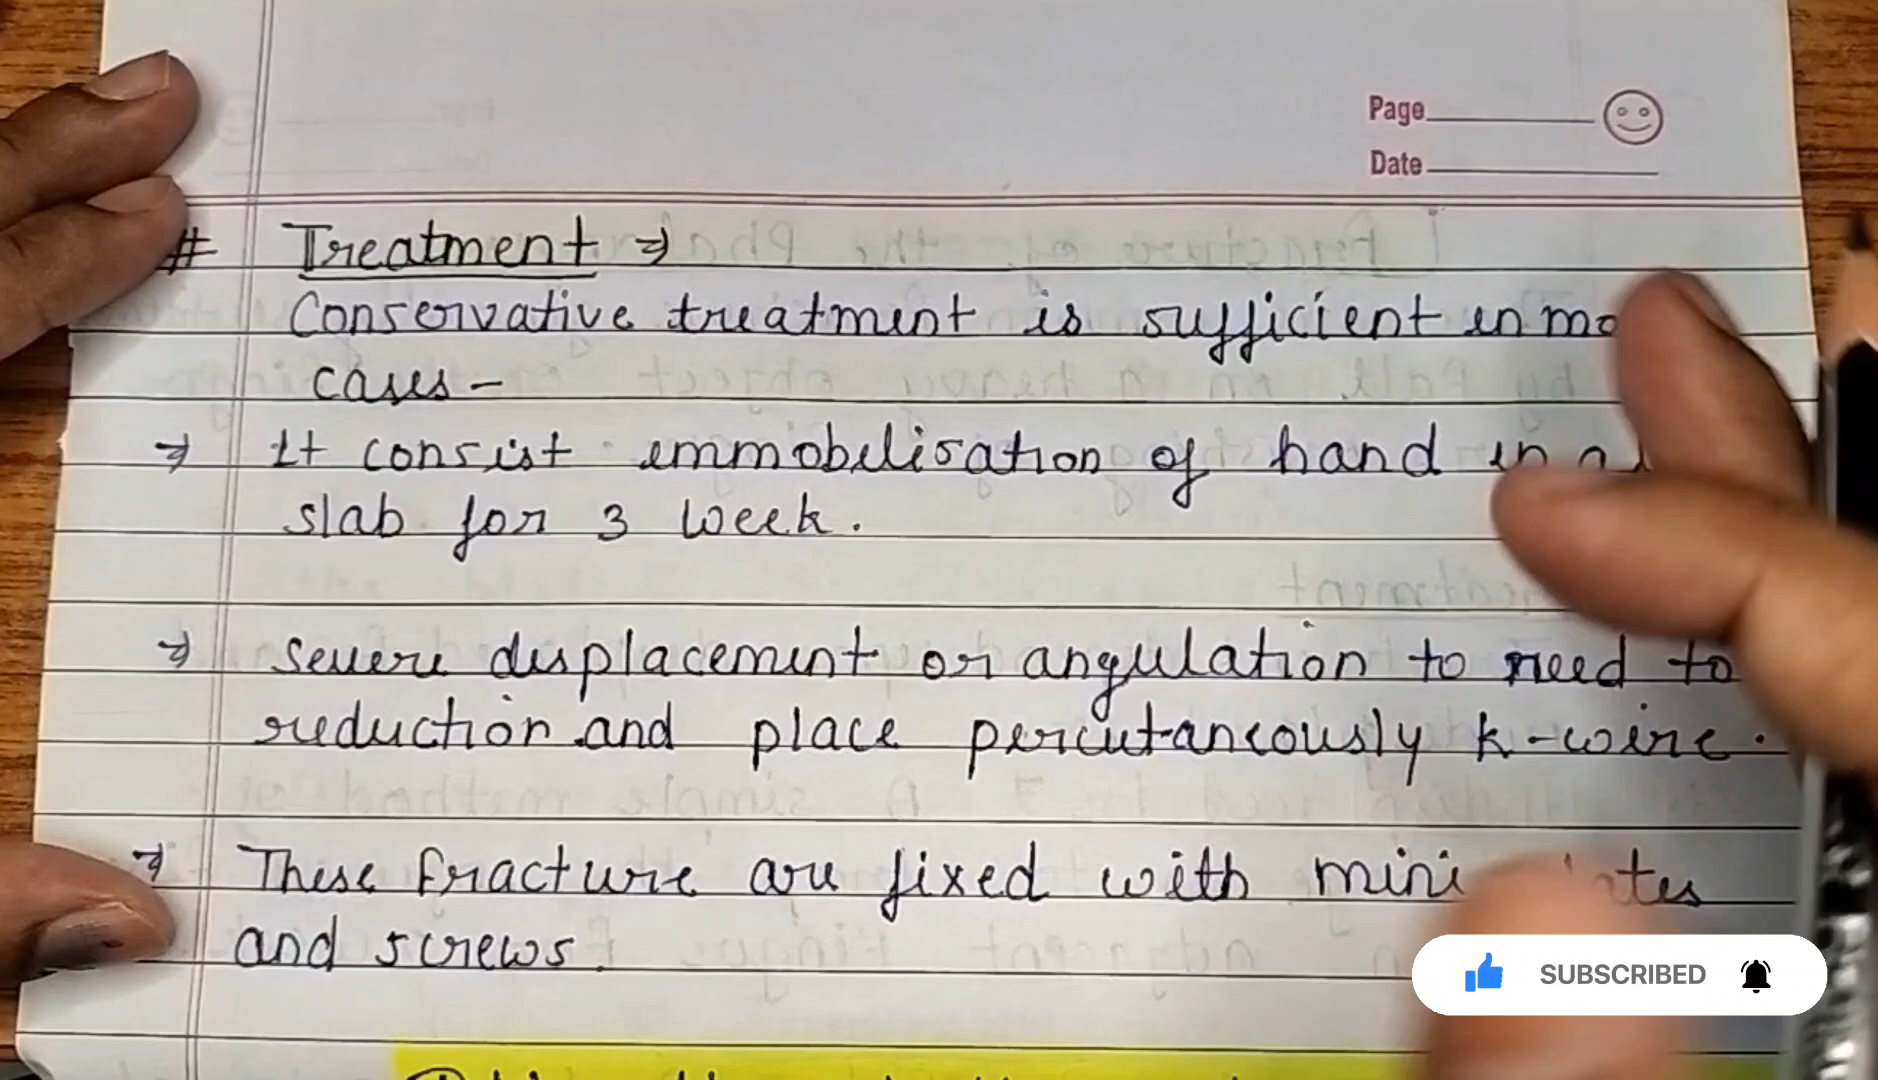 Page
Date
# Treatment ⇒
Conservative treatment is sufficient in
cases –
⇒ It consist immobilisation of hand in
slab for 3 week.
⇒ Severe displacement or angulation to need to
reduction and place percutaneously k-wire.
⇒ These fracture are fixed with mini
and screws.
SUBSCRIBED